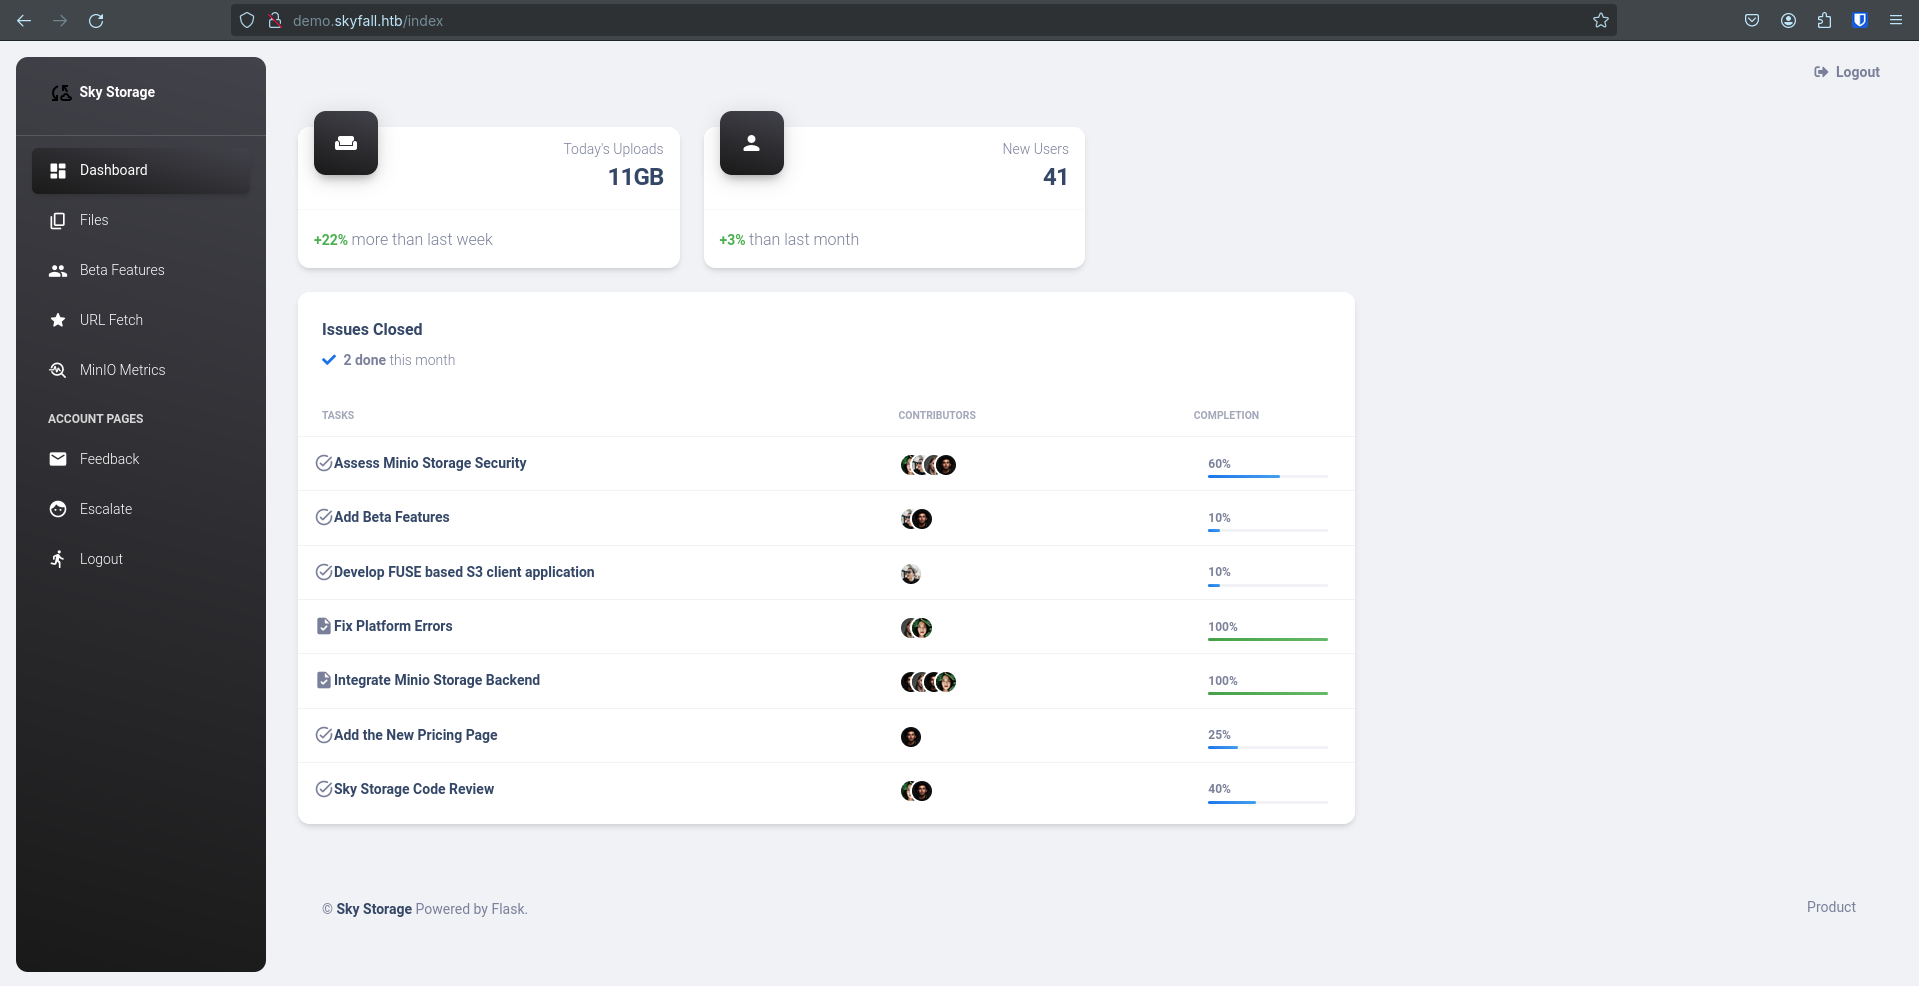 demo.skyfall.htb/index
Sky Storage
Logout
Dashboard
Files
Beta Features
URL Fetch
MinIO Metrics
ACCOUNT PAGES
Feedback
Escalate
Logout
Today's Uploads
11GB
+22% more than last week
New Users
41
+3% than last month
Issues Closed
2 done this month
TASKS CONTRIBUTORS COMPLETION
Assess Minio Storage Security 60%
Add Beta Features 10%
Develop FUSE based S3 client application 10%
Fix Platform Errors 100%
Integrate Minio Storage Backend 100%
Add the New Pricing Page 25%
Sky Storage Code Review 40%
© Sky Storage Powered by Flask.
Product